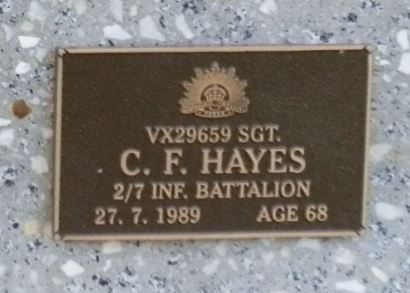 VX29659 SGT.
C. F. HAYES
2/7 INF. BATTALION
27. 7. 1989 AGE 68